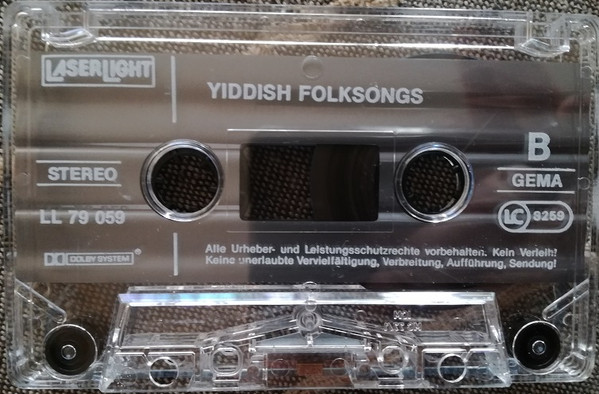 LASERLIGHT
YIDDISH FOLKSONGS
STEREO
B
GEMA
LL 79 059
LC 8259
DOLBY SYSTEM
Alle Urheber- und Leistungsschutzrechte vorbehalten. Kein Verleih!
Keine unerlaubte Vervielfältigung, Verbreitung, Aufführung, Sendung!